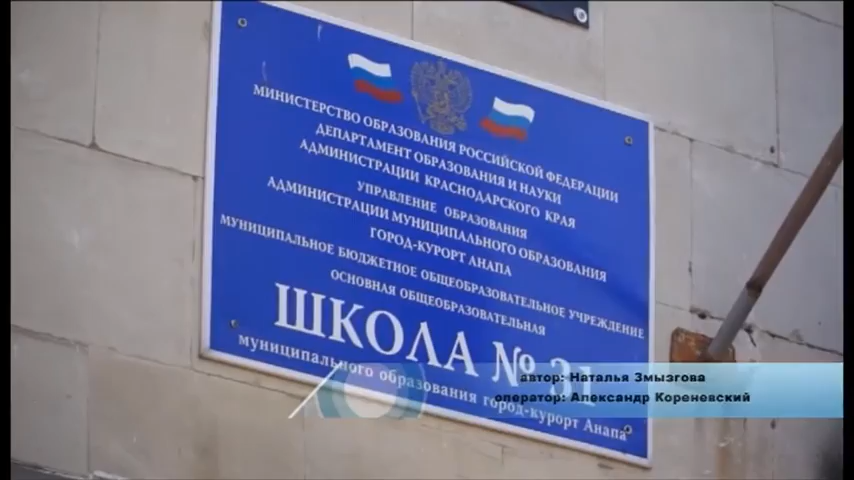 МИНИСТЕРСТВО ОБРАЗОВАНИЯ РОССИЙСКОЙ ФЕДЕРАЦИИ
ДЕПАРТАМЕНТ ОБРАЗОВАНИЯ И НАУКИ
АДМИНИСТРАЦИИ КРАСНОДАРСКОГО КРАЯ
УПРАВЛЕНИЕ ОБРАЗОВАНИЯ
АДМИНИСТРАЦИИ МУНИЦИПАЛЬНОГО ОБРАЗОВАНИЯ
ГОРОД-КУРОРТ АНАПА
МУНИЦИПАЛЬНОЕ БЮДЖЕТНОЕ ОБЩЕОБРАЗОВАТЕЛЬНОЕ УЧРЕЖДЕНИЕ
ОСНОВНАЯ ОБЩЕОБРАЗОВАТЕЛЬНАЯ
ШКОЛА № 31
муниципального образования город-курорт Анапа
автор: Наталья Змызгова
оператор: Александр Кореневский